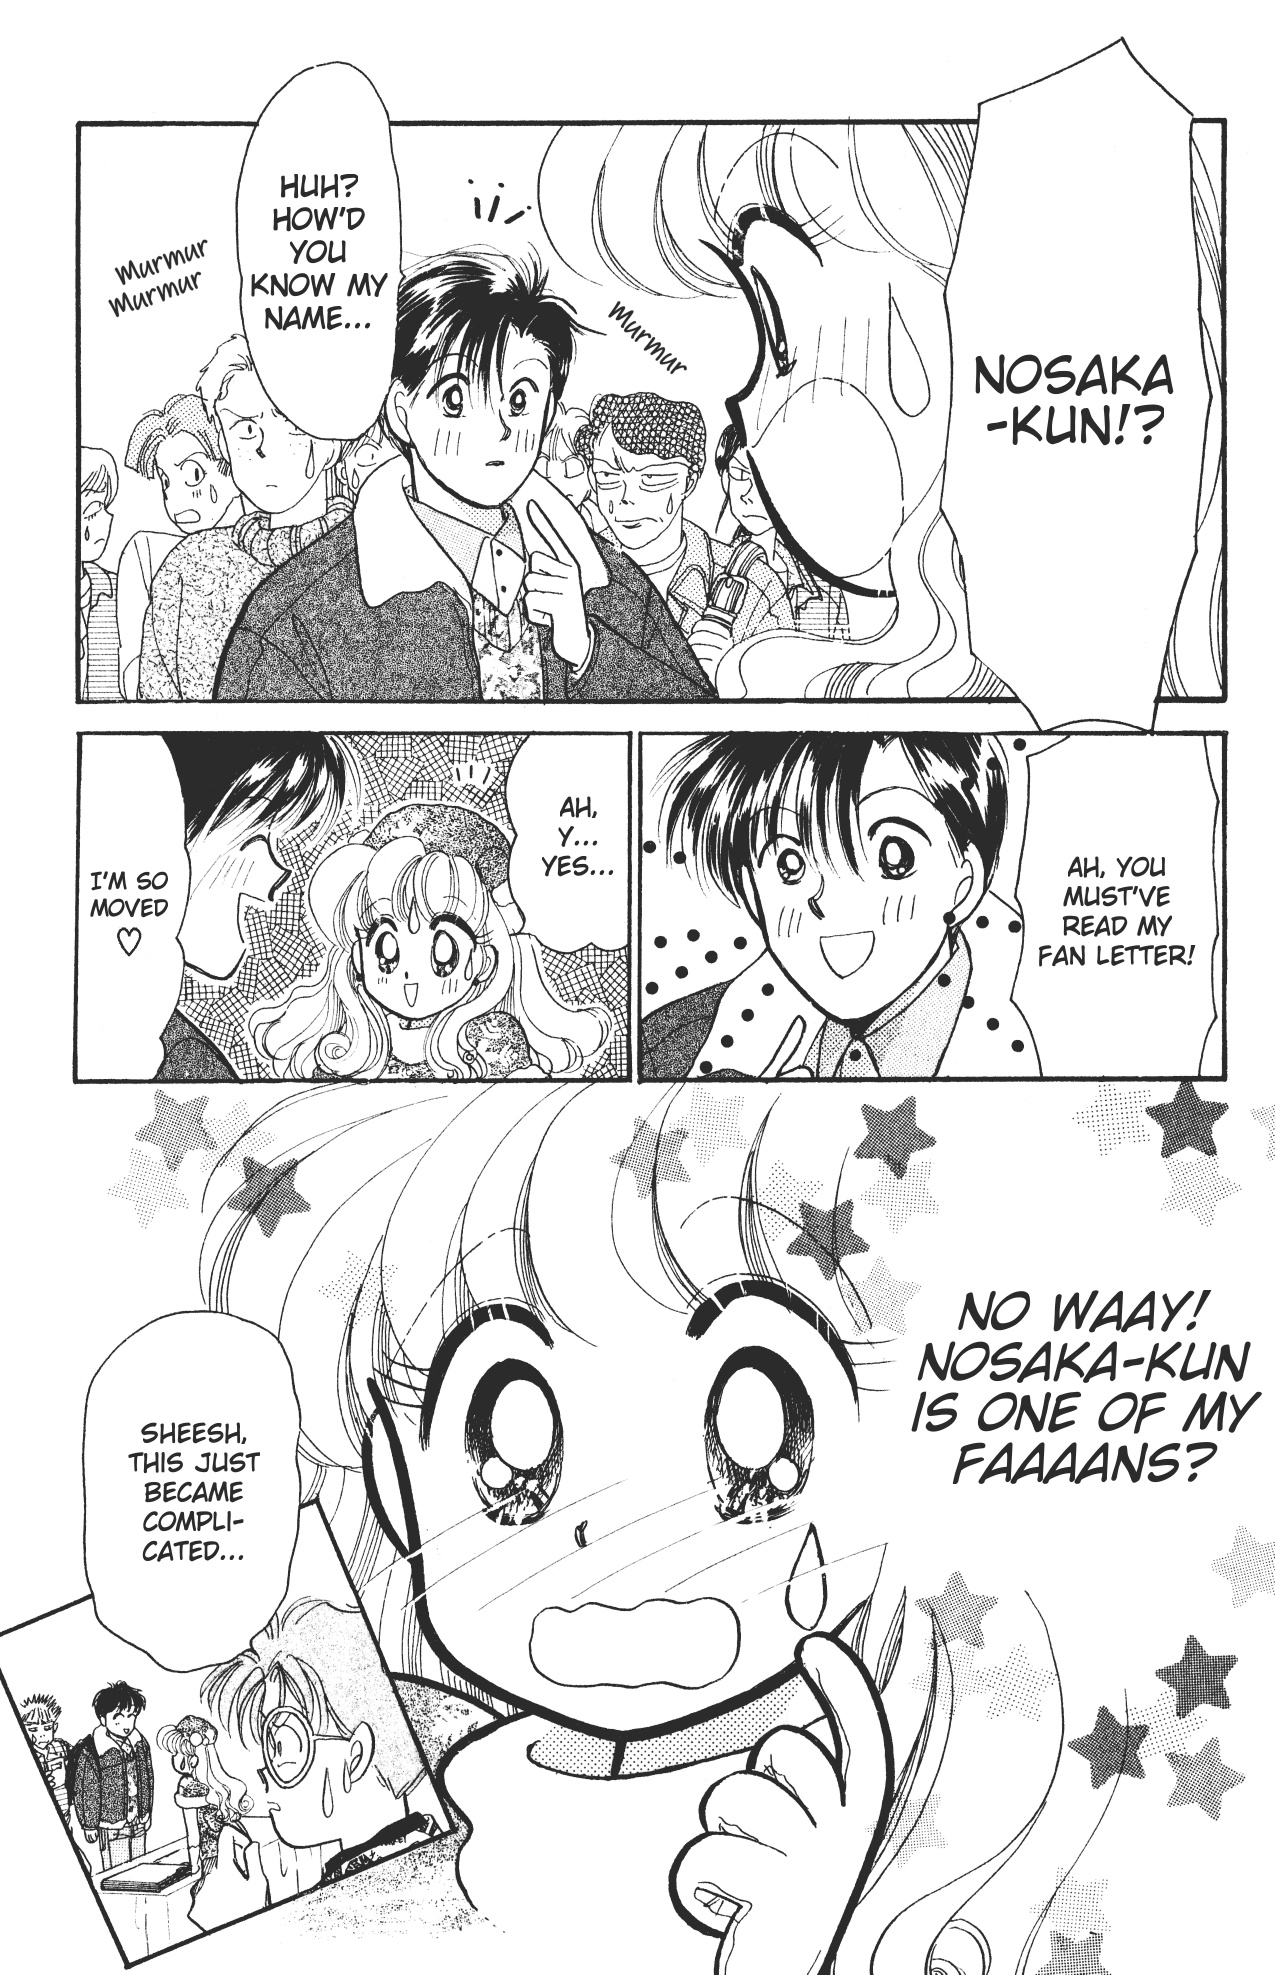 NOSAKA
-KUN!?
HUH?
HOW'D
YOU
KNOW MY
NAME...
Murmur
Murmur
Murmur
AH, YOU
MUST'VE
READ MY
FAN LETTER!
AH,
Y...
YES...
I'M SO
MOVED
♡
NO WAAY!
NOSAKA-KUN
IS ONE OF MY
FAAAANS?
SHEESH,
THIS JUST
BECAME
COMPLI-
CATED...